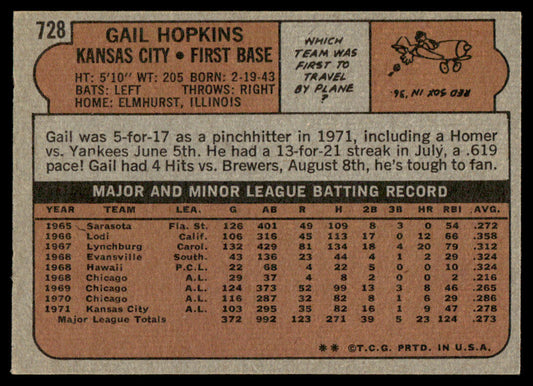 728
GAIL HOPKINS
KANSAS CITY • FIRST BASE
HT: 5'10" WT: 205 BORN: 2-19-43
BATS: LEFT THROWS: RIGHT
HOME: ELMHURST, ILLINOIS
WHICH
TEAM WAS
FIRST TO
TRAVEL
BY PLANE
?
RED SOX IN '36.
Gail was 5-for-17 as a pinchhitter in 1971, including a Homer
vs. Yankees June 5th. He had a 13-for-21 streak in July, a .619
pace! Gail had 4 Hits vs. Brewers, August 8th, he's tough to fan.
MAJOR AND MINOR LEAGUE BATTING RECORD
YEAR TEAM LEA. G AB R H 2B 3B HR RBI AVG.
1965 Sarasota Fla. St. 126 401 49 109 8 3 0 54 .272
1966 Lodi Calif. 106 316 45 113 17 0 12 64 .358
1967 Lynchburg Carol. 132 429 81 134 18 4 20 79 .312
1968 Evansville South. 43 136 23 44 4 1 2 29 .324
1968 Hawaii P.C.L. 22 68 4 22 5 0 0 10 .324
1968 Chicago A.L. 29 37 4 8 2 0 0 2 .216
1969 Chicago A.L. 124 373 52 99 13 3 8 46 .265
1970 Chicago A.L. 116 287 32 82 8 1 6 29 .286
1971 Kansas City A.L. 103 295 35 82 16 1 9 47 .278
Major League Totals 372 992 123 271 39 5 23 124 .273
** ©T.C.G. PRTD. IN U.S.A.